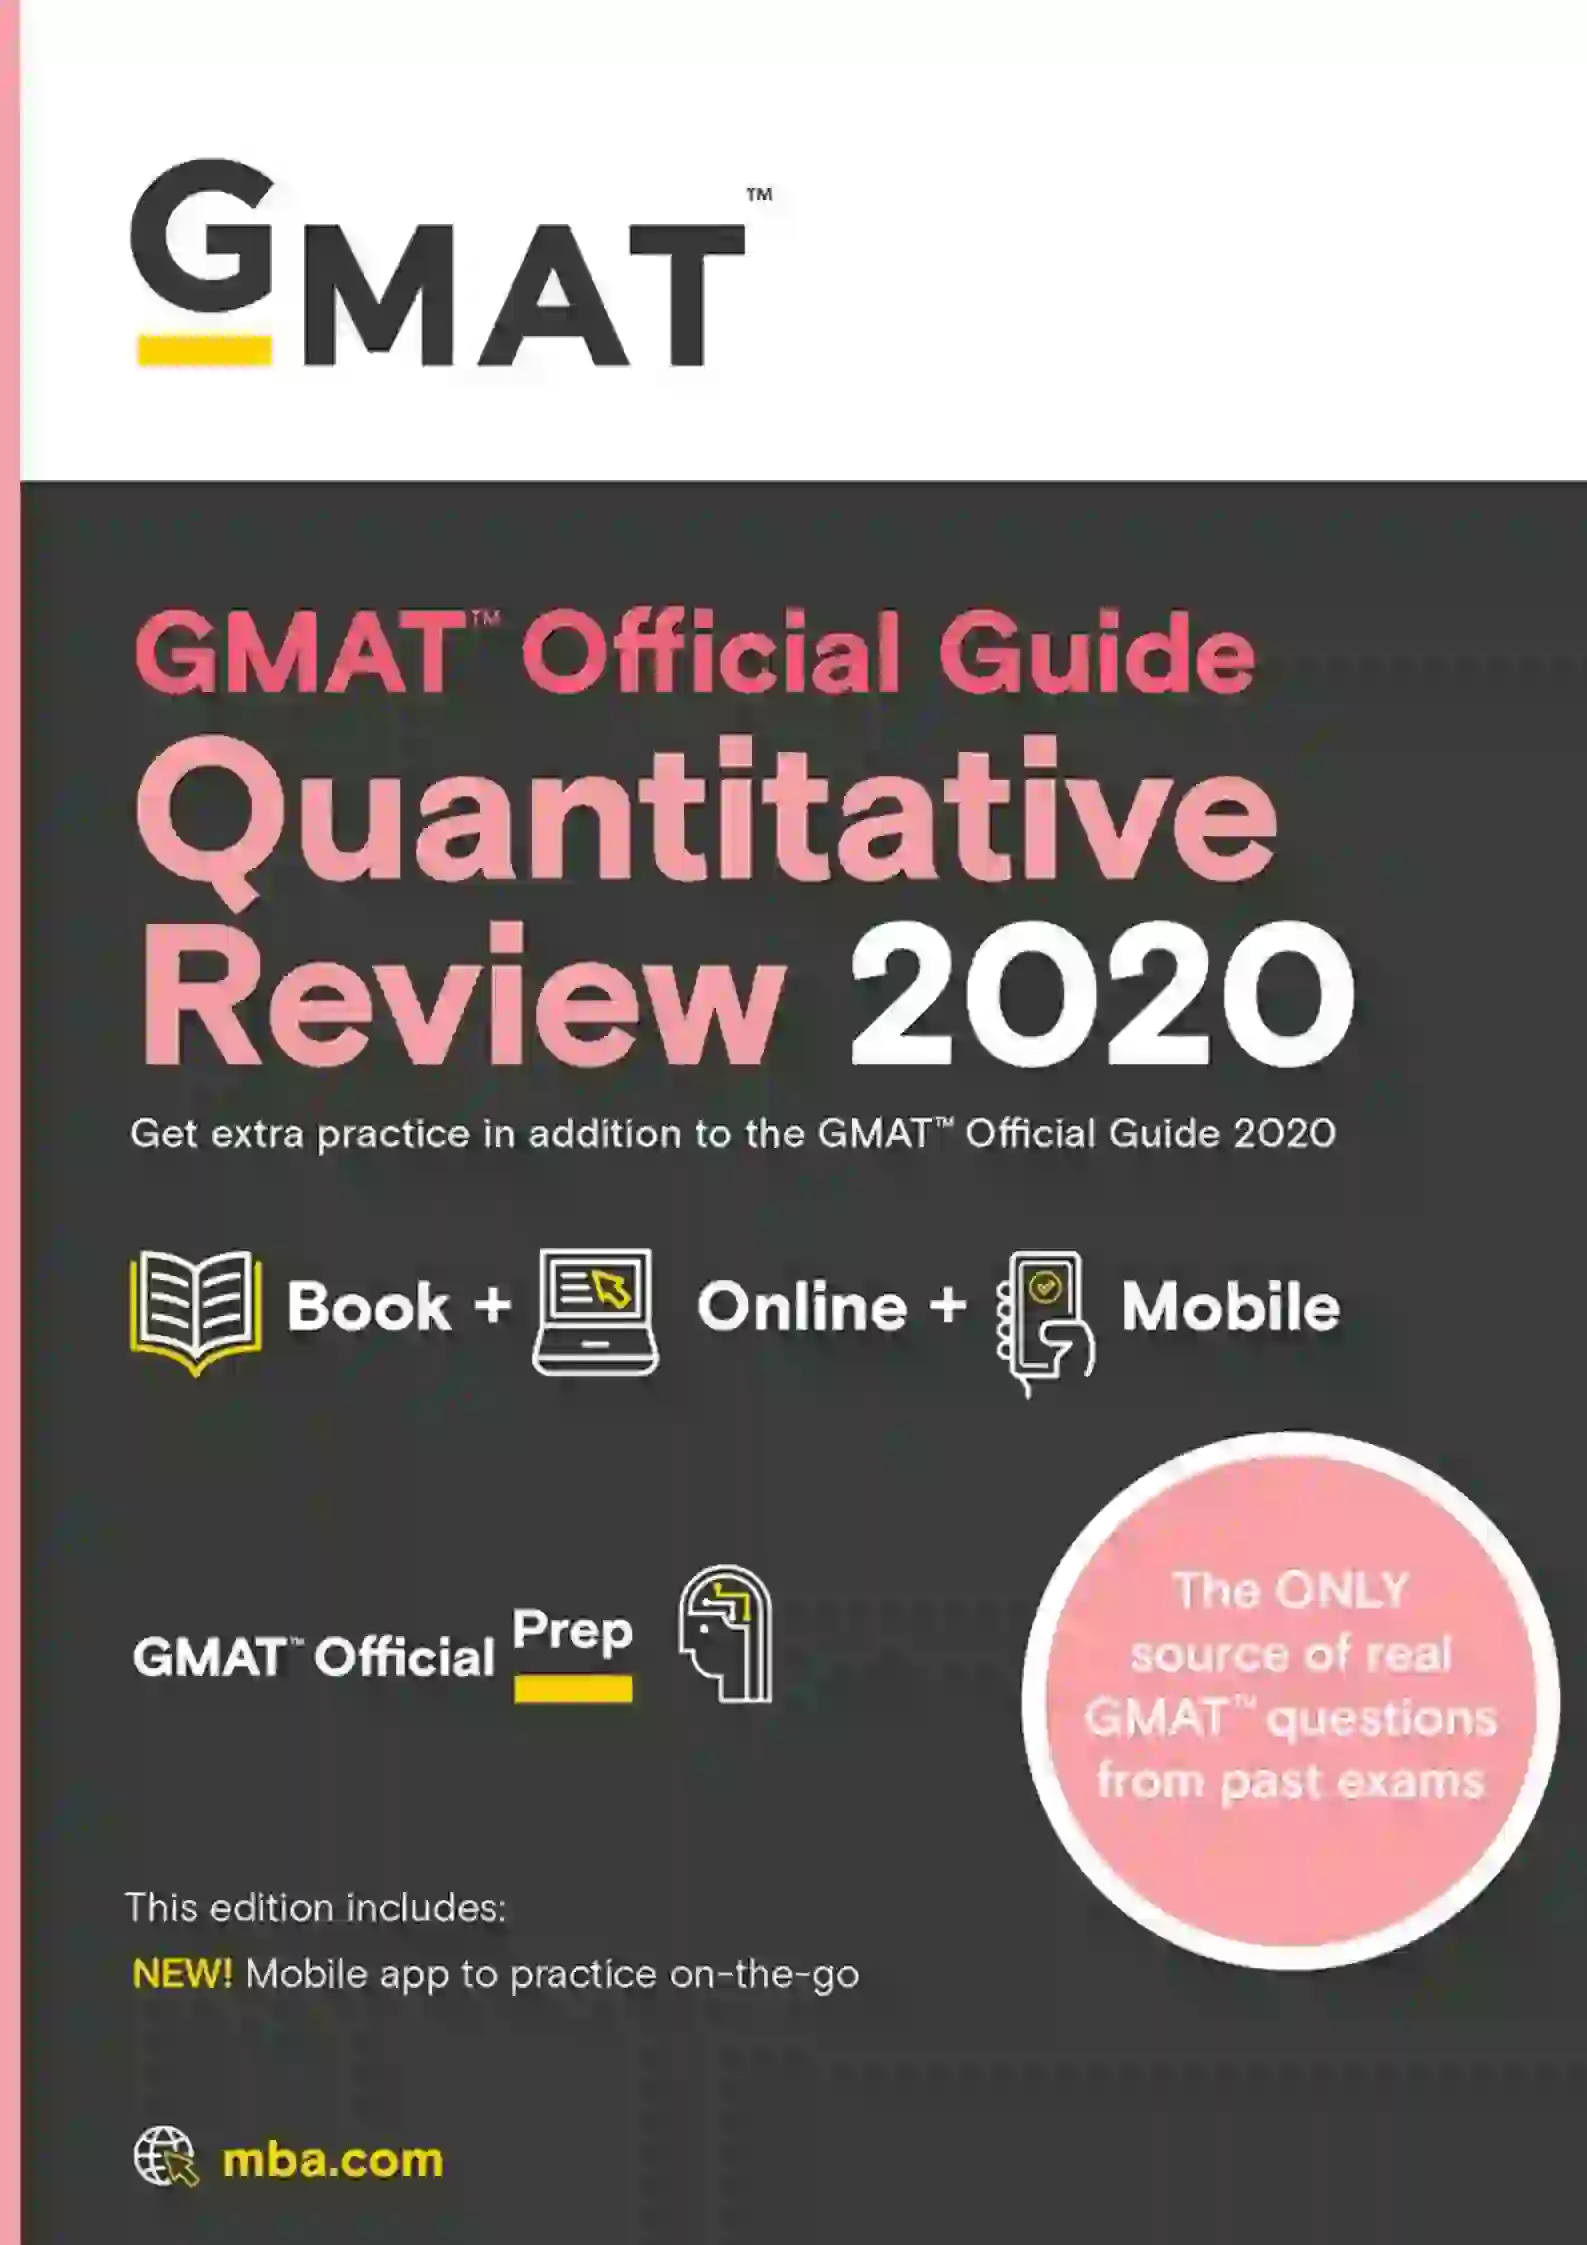 GMAT™
GMAT™ Official Guide
Quantitative
Review 2020
Get extra practice in addition to the GMAT™ Official Guide 2020
Book + Online + Mobile
GMAT™ Official Prep
The ONLY
source of real
GMAT™ questions
from past exams
This edition includes:
NEW! Mobile app to practice on-the-go
mba.com